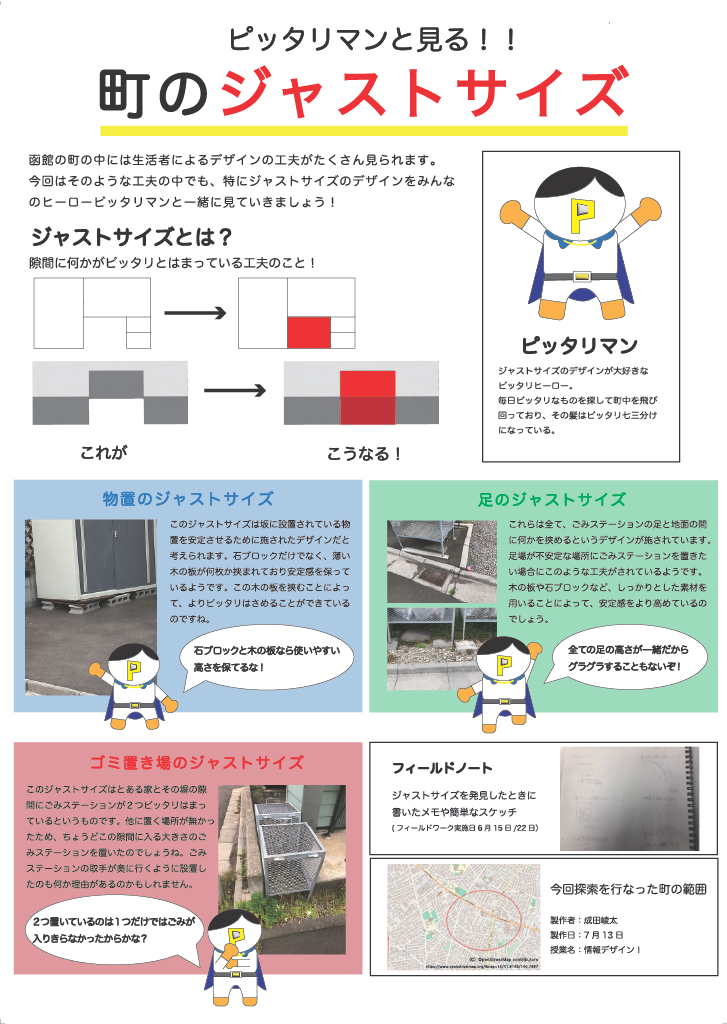 ピッタリマンと見る！！
町のジャストサイズ
函館の町の中には生活者によるデザインの工夫がたくさん見られます。
今回はそのような工夫の中でも、特にジャストサイズのデザインをみんな
のヒーローピッタリマンと一緒に見ていきましょう！
ジャストサイズとは？
隙間に何かがピッタリとはまっている工夫のこと！
これが
こうなる！
P
ピッタリマン
ジャストサイズのデザインが大好きな
ピッタリヒーロー。
毎日ピッタリなものを探して町中を飛び
回っており、その髪はピッタリ七三分け
になっている。
物置のジャストサイズ
このジャストサイズは坂に設置されている物
置を安定させるために施されたデザインだと
考えられます。石ブロックだけでなく、薄い
木の板が何枚か挟まれており安定感を保って
いるようです。この木の板を挟むことによっ
て、よりピッタリはさめることができている
のですね。
石ブロックと木の板なら使いやすい
高さを保てるな！
P
足のジャストサイズ
これらは全て、ごみステーションの足と地面の間
に何かを挟めるというデザインが施されています。
足場が不安定な場所にごみステーションを置きた
い場合にこのような工夫がされているようです。
木の板や石ブロックなど、しっかりとした素材を
用いることによって、安定感をより高めているの
でしょう。
全ての足の高さが一緒だから
グラグラすることもないぞ！
P
ゴミ置き場のジャストサイズ
このジャストサイズはとある家とその塀の隙
間にごみステーションが２つピッタリはまっ
ているというものです。他に置く場所が無かっ
たため、ちょうどこの隙間に入る大きさのご
みステーションを置いたのでしょうね。ごみ
ステーションの取手が奥に行くように設置し
たのも何か理由があるのかもしれません。
２つ置いているのは１つだけではごみが
入りきらなかったからかな？
P
フィールドノート
ジャストサイズを発見したときに
書いたメモや簡単なスケッチ
(フィールドワーク実施日６月１５日/22日)
今回探索を行なった町の範囲
製作者：成田峻太
製作日：７月１３日
授業名：情報デザインＩ
(C) OpenStreetMap contributors